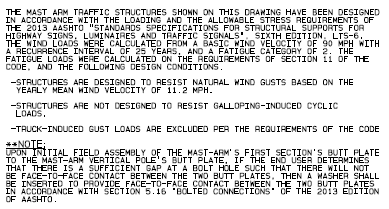 THE MAST ARM TRAFFIC STRUCTURES SHOWN ON THIS DRAWING HAVE BEEN DESIGNED
IN ACCORDANCE WITH THE LOADING AND THE ALLOWABLE STRESS REQUIREMENTS OF
THE 2013 AASHTO "STANDARDS SPECIFICATIONS FOR STRUCTURAL SUPPORTS FOR
HIGHWAY SIGNS, LUMINAIRES AND TRAFFIC SIGNALS", SIXTH EDITION, LTS-6.
THE WIND LOADS WERE CALCULATED FROM A BASIC WIND VELOCITY OF 90 MPH WITH
A RECURRENCE INTERVAL OF 25 YEARS, AND A FATIGUE CATEGORY OF 2. THE
FATIGUE LOADS WERE CALCULATED ON THE REQUIREMENTS OF SECTION 11 OF THE
CODE, AND THE FOLLOWING DESIGN CONDITIONS.
-STRUCTURES ARE DESIGNED TO RESIST NATURAL WIND GUSTS BASED ON THE
YEARLY MEAN WIND VELOCITY OF 11.2 MPH.
-STRUCTURES ARE NOT DESIGNED TO RESIST GALLOPING-INDUCED CYCLIC
LOADS.
-TRUCK-INDUCED GUST LOADS ARE EXCLUDED PER THE REQUIREMENTS OF THE CODE
**NOTE:
UPON INITIAL FIELD ASSEMBLY OF THE MAST-ARM'S FIRST SECTION'S BUTT PLATE
TO THE MAST-ARM VERTICAL POLE'S BUTT PLATE, IF THE END USER DETERMINES
THAT THERE IS A SUFFICIENT GAP AT A BOLT HOLE SUCH THAT THERE WILL NOT
BE FACE-TO-FACE CONTACT BETWEEN THE TWO BUTT PLATES. THEN A WASHER SHALL
BE INSERTED TO PROVIDE FACE-TO-FACE CONTACT BETWEEN THE TWO BUTT PLATES
IN ACCORDANCE WITH SECTION 5.16 "BOLTED CONNECTIONS" OF THE 2013 EDITION
OF AASHTO.